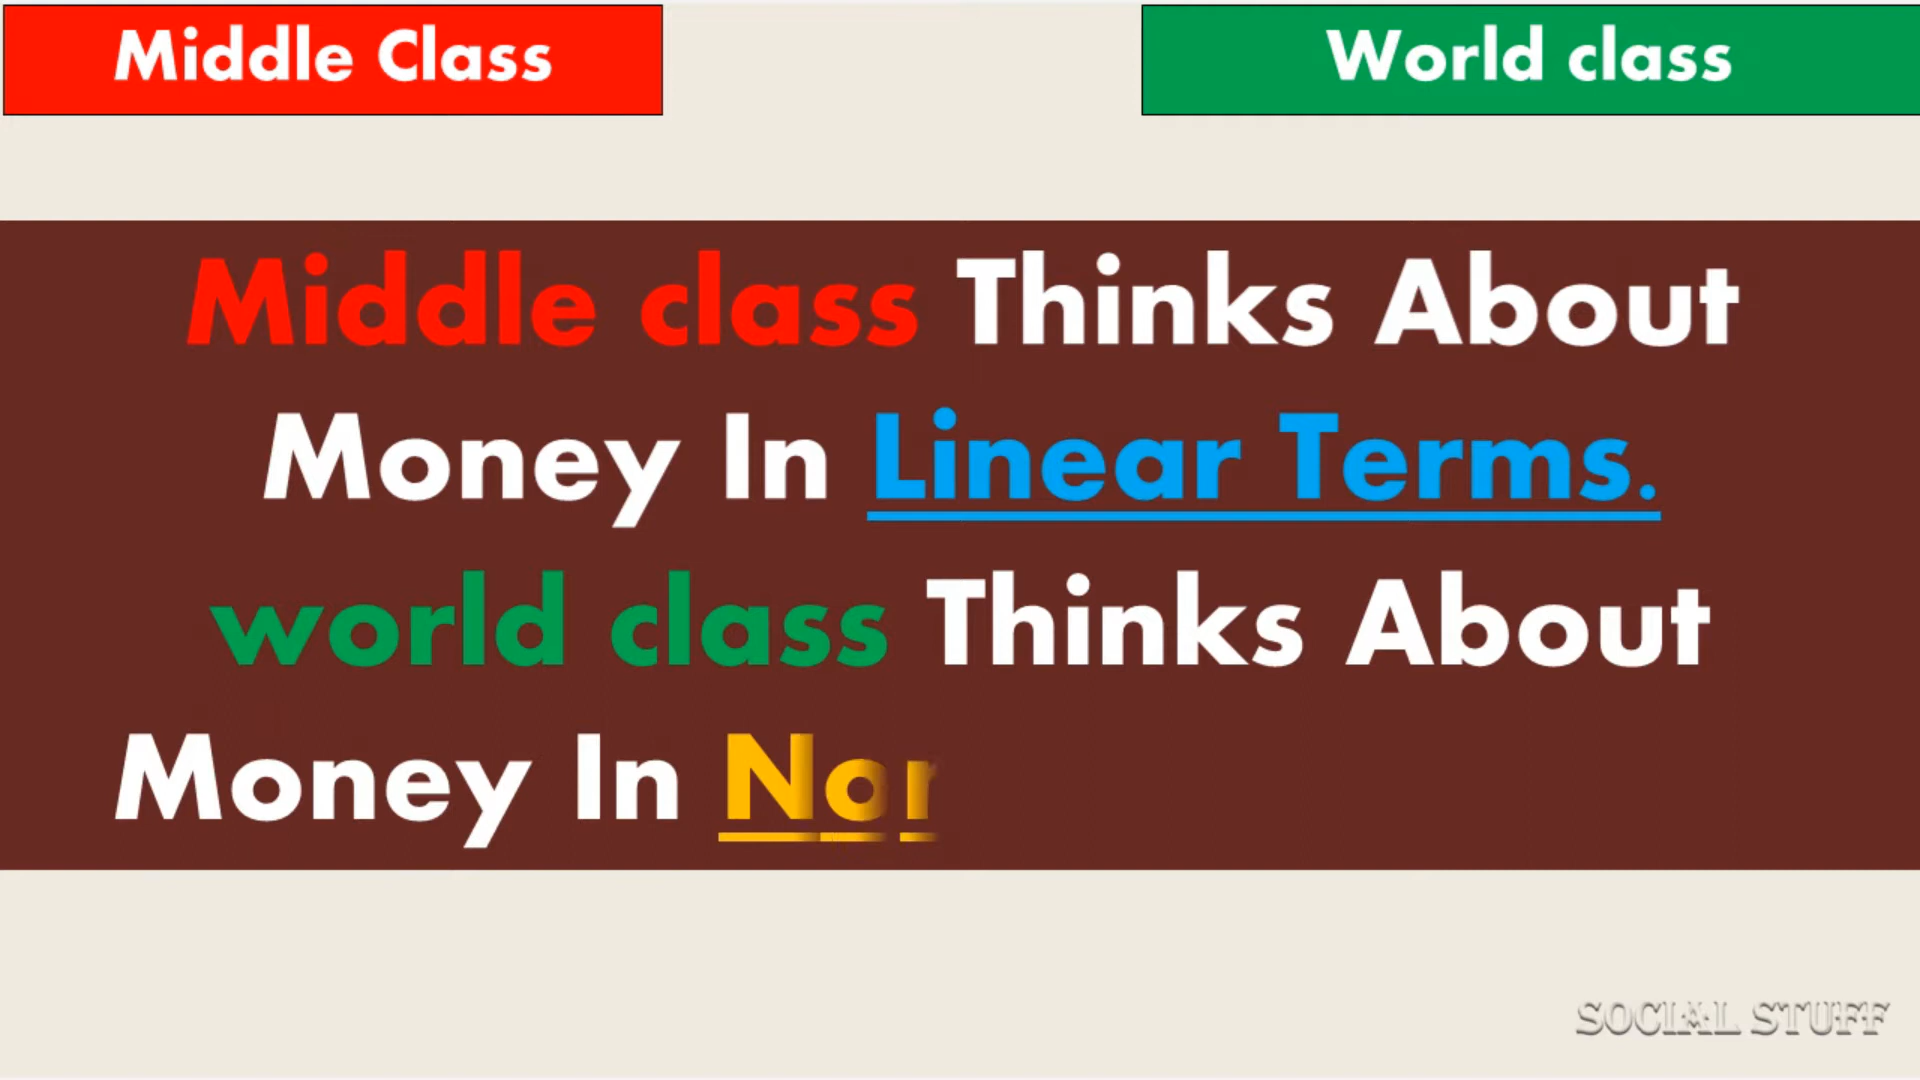 Middle Class
World class
Middle class Thinks About
Money In Linear Terms.
world class Thinks About
Money In
SOCIAL STUFF